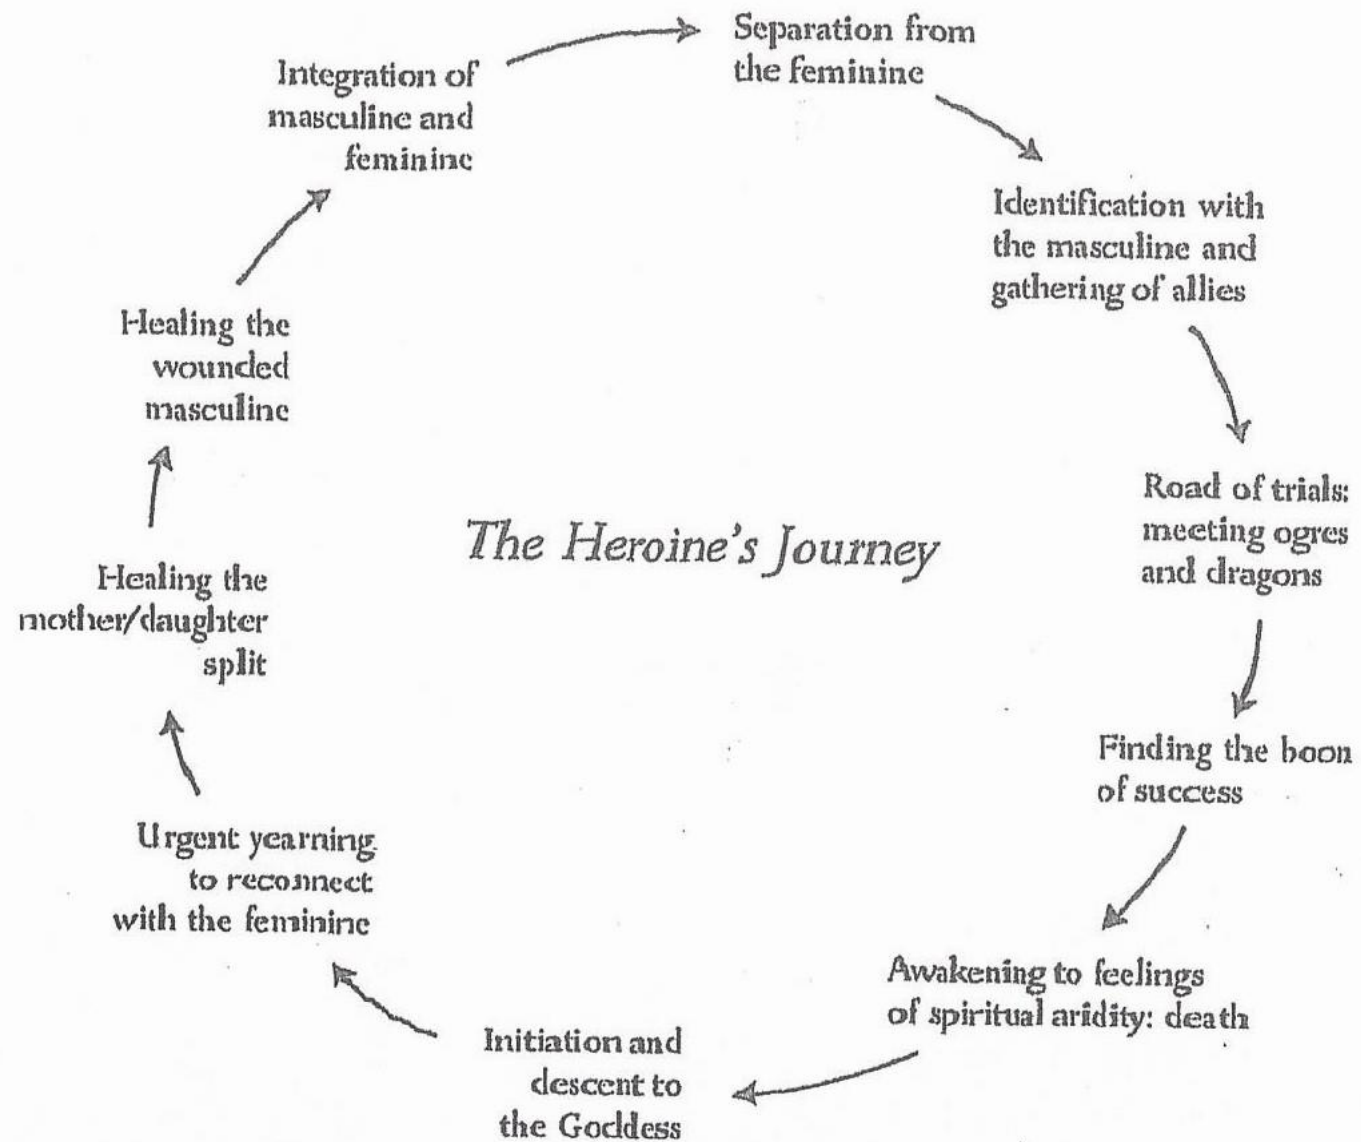 Separation from
the feminine
Identification with
the masculine and
gathering of allies
Road of trials:
meeting ogres
and dragons
Finding the boon
of success
Awakening to feelings
of spiritual aridity: death
Initiation and
descent to
the Goddess
Urgent yearning
to reconnect
with the feminine
Healing the
mother/daughter
split
Healing the
wounded
masculine
Integration of
masculine and
feminine
The Heroine's Journey